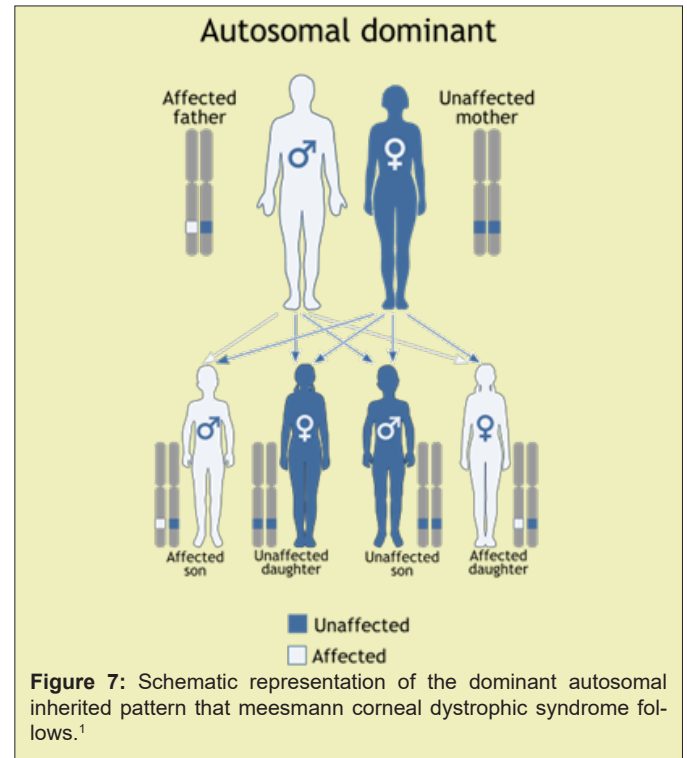 Autosomal dominant
Affected
father
Unaffected
mother
♂
♀
♂
♀
♂
♀
Affected
son
Unaffected
daughter
Unaffected
son
Affected
daughter
Unaffected
Affected
Figure 7: Schematic representation of the dominant autosomal
inherited pattern that meesmann corneal dystrophic syndrome fol-
lows.1